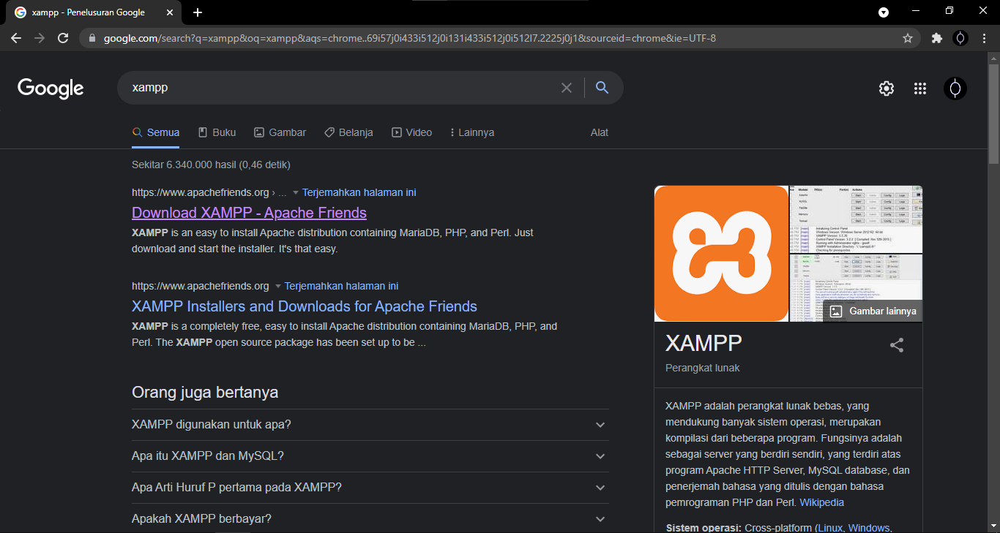 xampp - Penelusuran Google
google.com/search?q=xampp&oq=xampp&aqs=chrome..69i57j0i433i512j0i131i433i512j0i512l7.2225j0j1&sourceid=chrome&ie=UTF-8
Google
xampp
Semua Buku Gambar Belanja Video Lainnya Alat
Sekitar 6.340.000 hasil (0,46 detik)
https://www.apachefriends.org › ... Terjemahkan halaman ini
Download XAMPP - Apache Friends
XAMPP is an easy to install Apache distribution containing MariaDB, PHP, and Perl. Just
download and start the installer. It's that easy.
https://www.apachefriends.org Terjemahkan halaman ini
XAMPP Installers and Downloads for Apache Friends
XAMPP is a completely free, easy to install Apache distribution containing MariaDB, PHP, and
Perl. The XAMPP open source package has been set up to be ...
Orang juga bertanya
XAMPP digunakan untuk apa?
Apa itu XAMPP dan MySQL?
Apa Arti Huruf P pertama pada XAMPP?
Apakah XAMPP berbayar?
Gambar lainnya
XAMPP
Perangkat lunak
XAMPP adalah perangkat lunak bebas, yang
mendukung banyak sistem operasi, merupakan
kompilasi dari beberapa program. Fungsinya adalah
sebagai server yang berdiri sendiri, yang terdiri atas
program Apache HTTP Server, MySQL database, dan
penerjemah bahasa yang ditulis dengan bahasa
pemrograman PHP dan Perl. Wikipedia
Sistem operasi: Cross-platform (Linux, Windows,